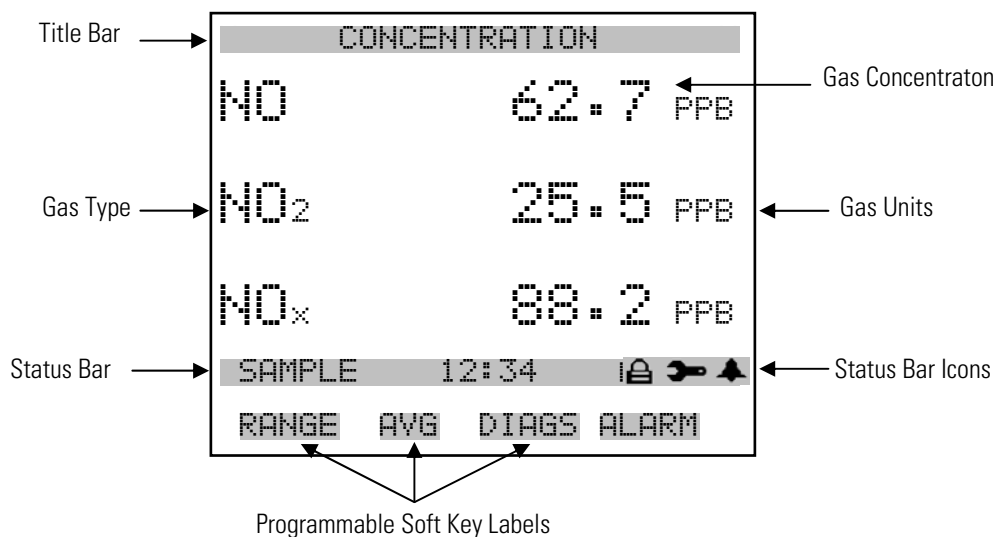 Title Bar
CONCENTRATION
NO 62.7 PPB
Gas Concentraton
Gas Type
NO₂ 25.5 PPB
Gas Units
NOₓ 88.2 PPB
Status Bar
SAMPLE 12:34
Status Bar Icons
RANGE AVG DIAGS ALARM
Programmable Soft Key Labels